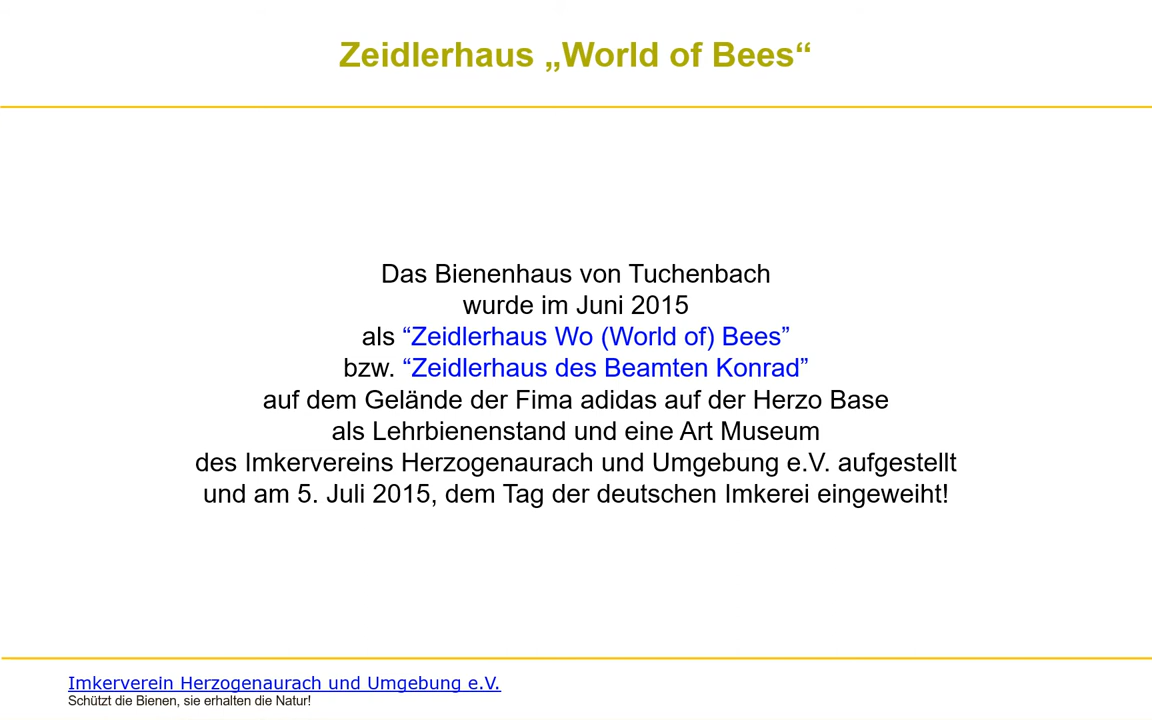 Zeidlerhaus „World of Bees“
Das Bienenhaus von Tuchenbach
wurde im Juni 2015
als “Zeidlerhaus Wo (World of) Bees”
bzw. “Zeidlerhaus des Beamten Konrad”
auf dem Gelände der Fima adidas auf der Herzo Base
als Lehrbienenstand und eine Art Museum
des Imkervereins Herzogenaurach und Umgebung e.V. aufgestellt
und am 5. Juli 2015, dem Tag der deutschen Imkerei eingeweiht!
Imkerverein Herzogenaurach und Umgebung e.V.
Schützt die Bienen, sie erhalten die Natur!